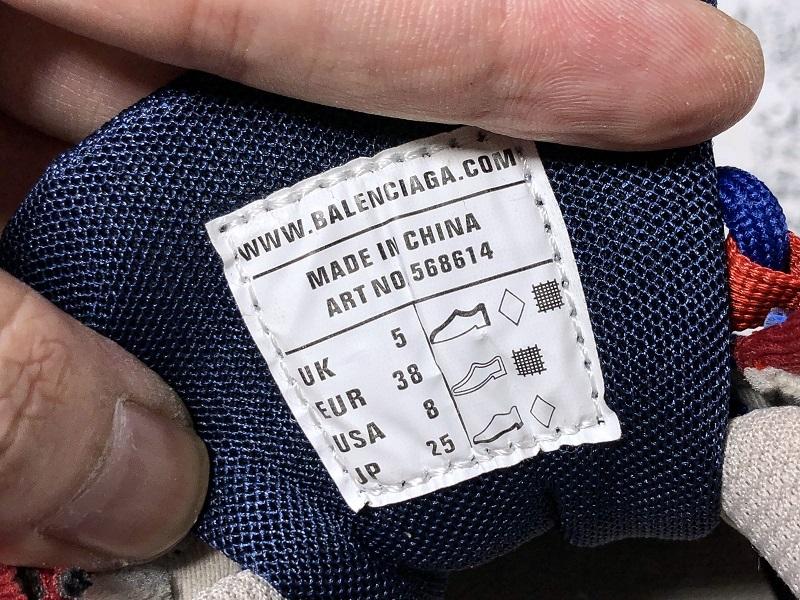 WWW.BALENCIAGA.COM
MADE IN CHINA
ART NO 568614
UK 5
EUR 38
USA 8
JP 25